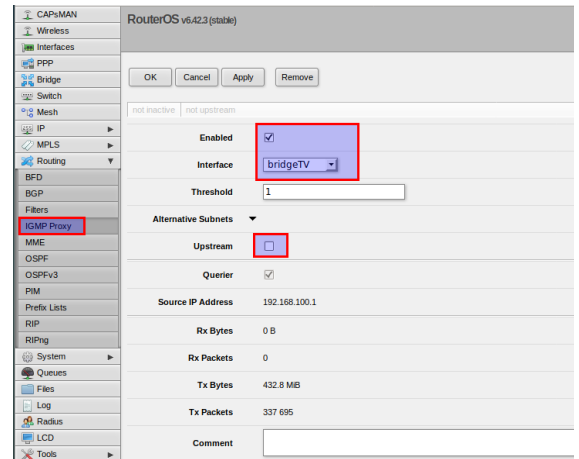 CAPsMAN
Wireless
Interfaces
PPP
Bridge
Switch
Mesh
IP
MPLS
Routing
BFD
BGP
Filters
IGMP Proxy
MME
OSPF
OSPFv3
PIM
Prefix Lists
RIP
RIPng
System
Queues
Files
Log
Radius
LCD
Tools
RouterOS v6.42.3 (stable)
OK Cancel Apply Remove
not inactive not upstream
Enabled
Interface bridgeTV
Threshold 1
Alternative Subnets
Upstream
Querier
Source IP Address 192.168.100.1
Rx Bytes 0 B
Rx Packets 0
Tx Bytes 432.8 MiB
Tx Packets 337 695
Comment